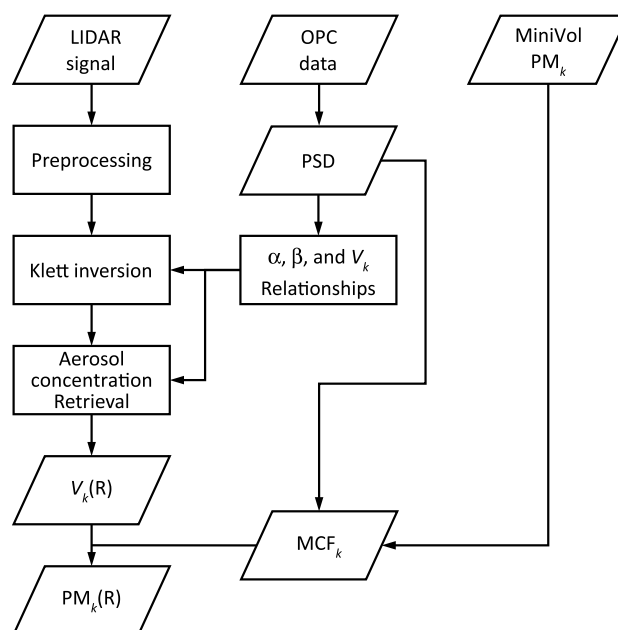 LIDAR
signal
OPC
data
MiniVol
PMₖ
Preprocessing
PSD
Klett inversion
α, β, and Vₖ
Relationships
Aerosol
concentration
Retrieval
Vₖ(R)
MCFₖ
PMₖ(R)